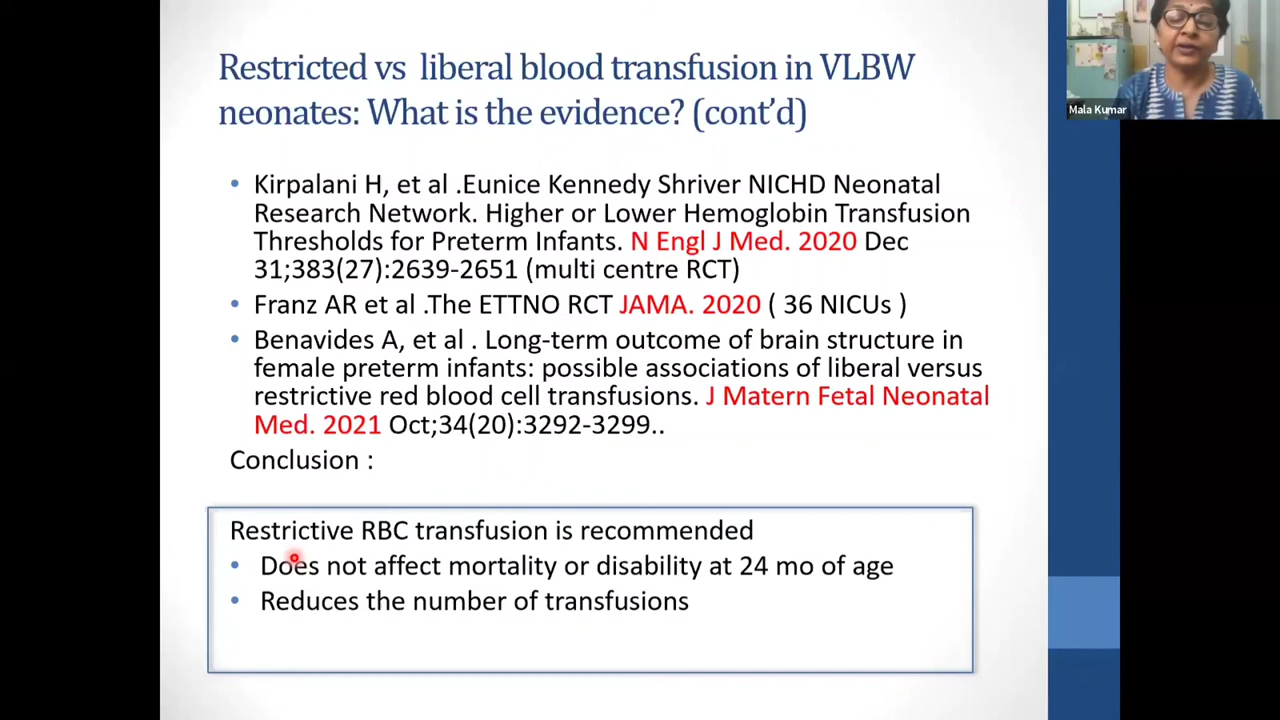 Restricted vs liberal blood transfusion in VLBW
neonates: What is the evidence? (cont'd)
Mala Kumar
• Kirpalani H, et al .Eunice Kennedy Shriver NICHD Neonatal
Research Network. Higher or Lower Hemoglobin Transfusion
Thresholds for Preterm Infants. N Engl J Med. 2020 Dec
31;383(27):2639-2651 (multi centre RCT)
• Franz AR et al .The ETTNO RCT JAMA. 2020 ( 36 NICUs )
• Benavides A, et al . Long-term outcome of brain structure in
female preterm infants: possible associations of liberal versus
restrictive red blood cell transfusions. J Matern Fetal Neonatal
Med. 2021 Oct;34(20):3292-3299..
Conclusion :
Restrictive RBC transfusion is recommended
• Does not affect mortality or disability at 24 mo of age
• Reduces the number of transfusions